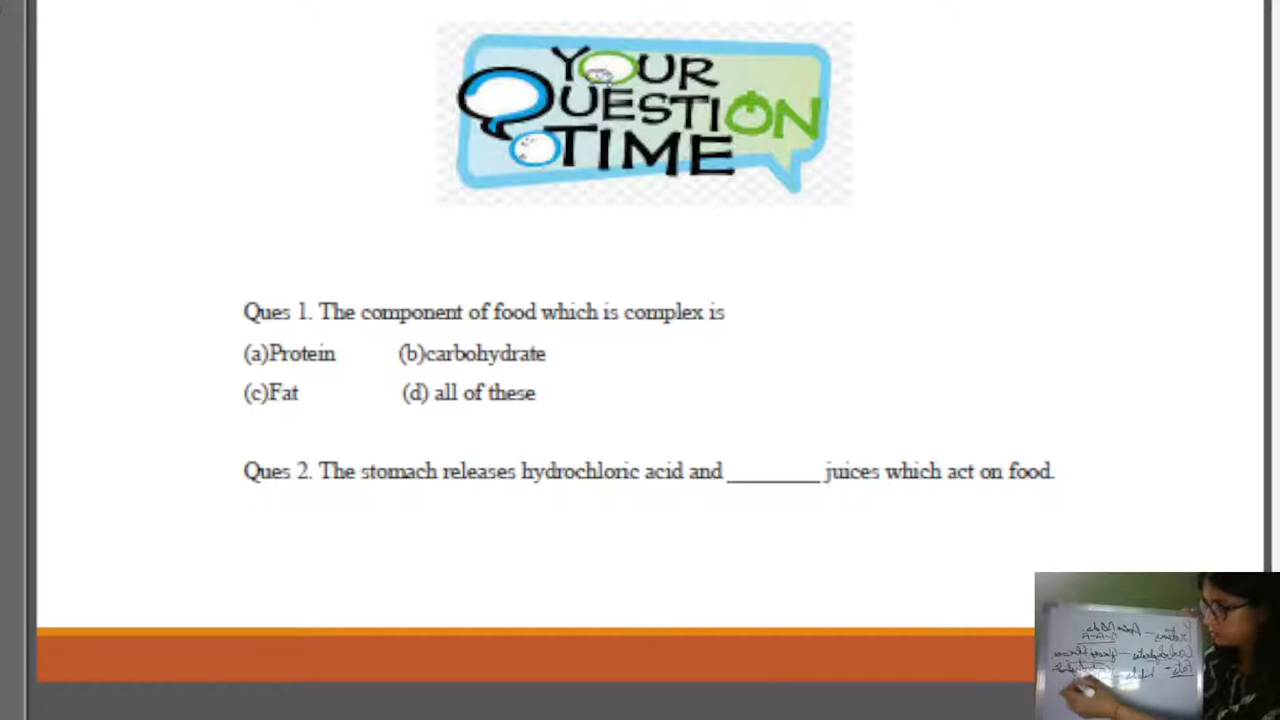 YOUR
QUESTION
TIME
Ques 1. The component of food which is complex is
(a)Protein (b)carbohydrate
(c)Fat (d) all of these
Ques 2. The stomach releases hydrochloric acid and ________ juices which act on food.